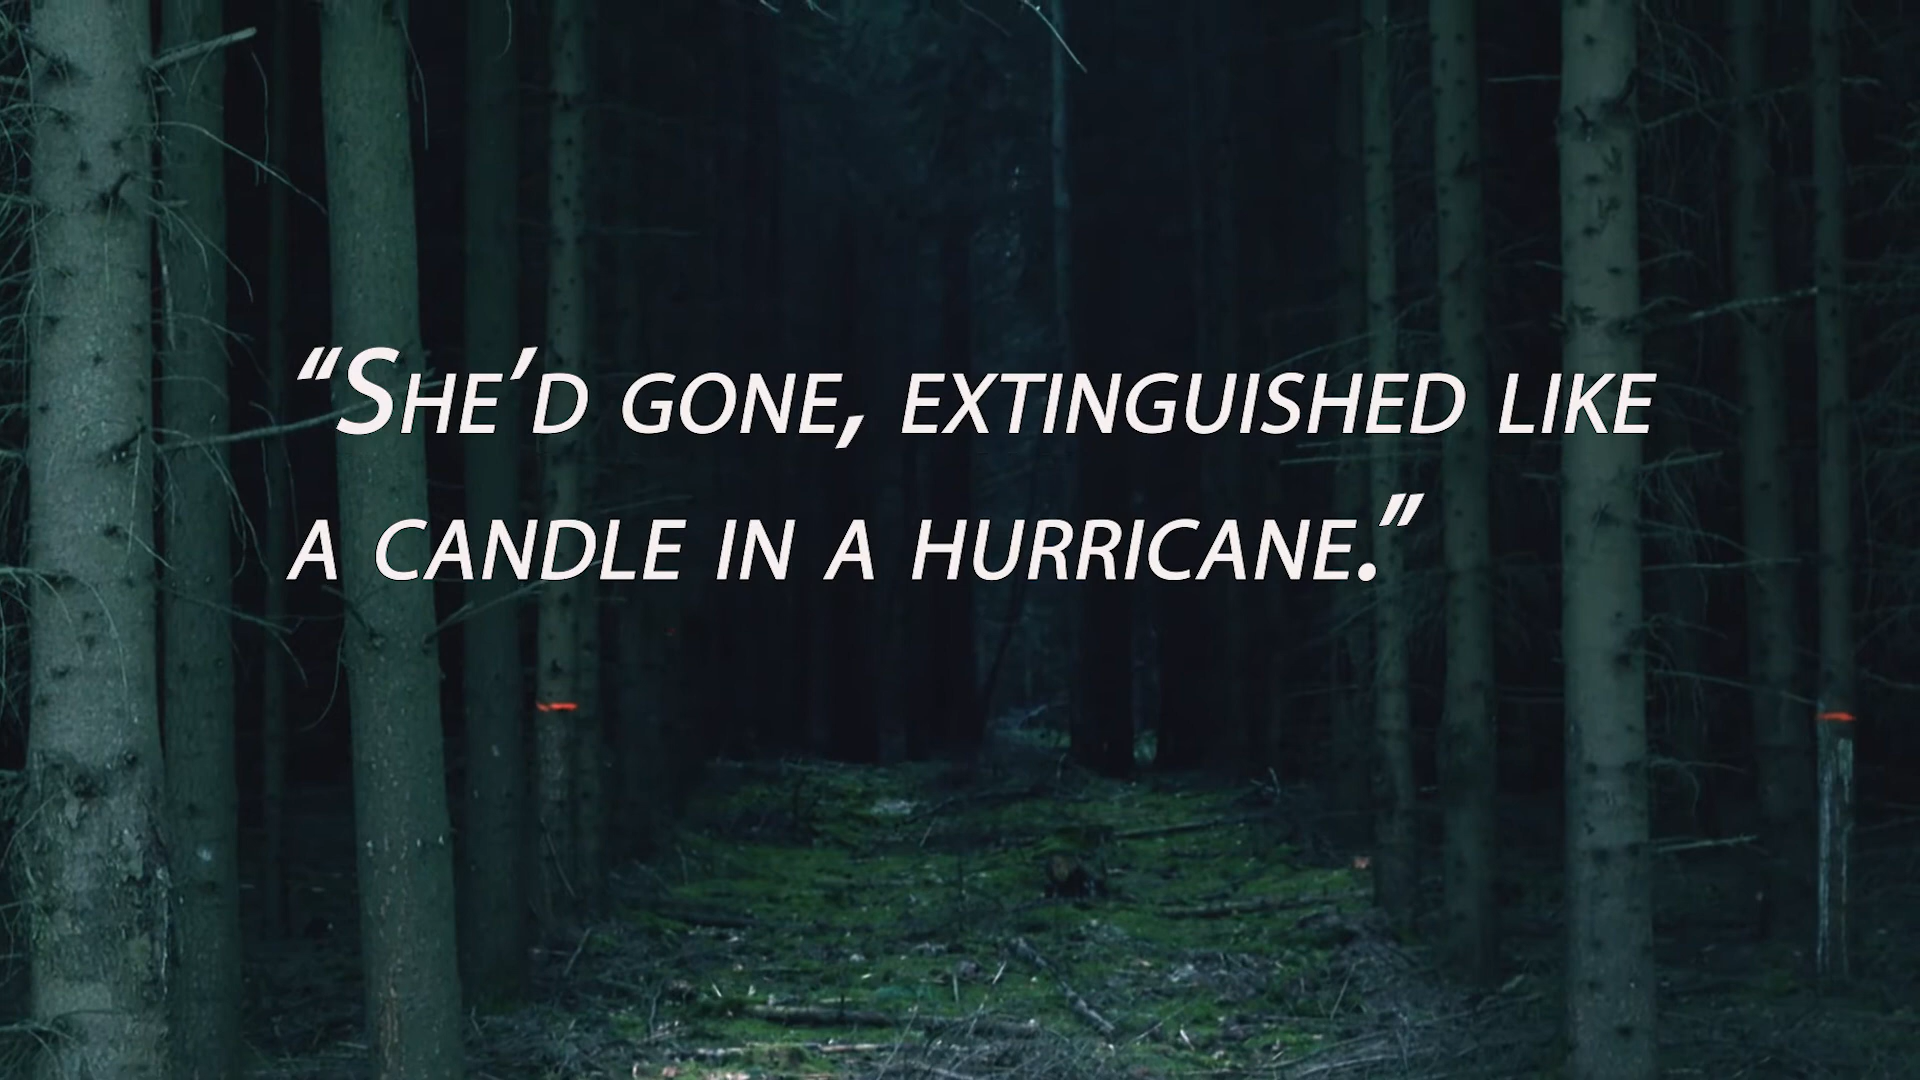 “She’d gone, extinguished like
a candle in a hurricane.”